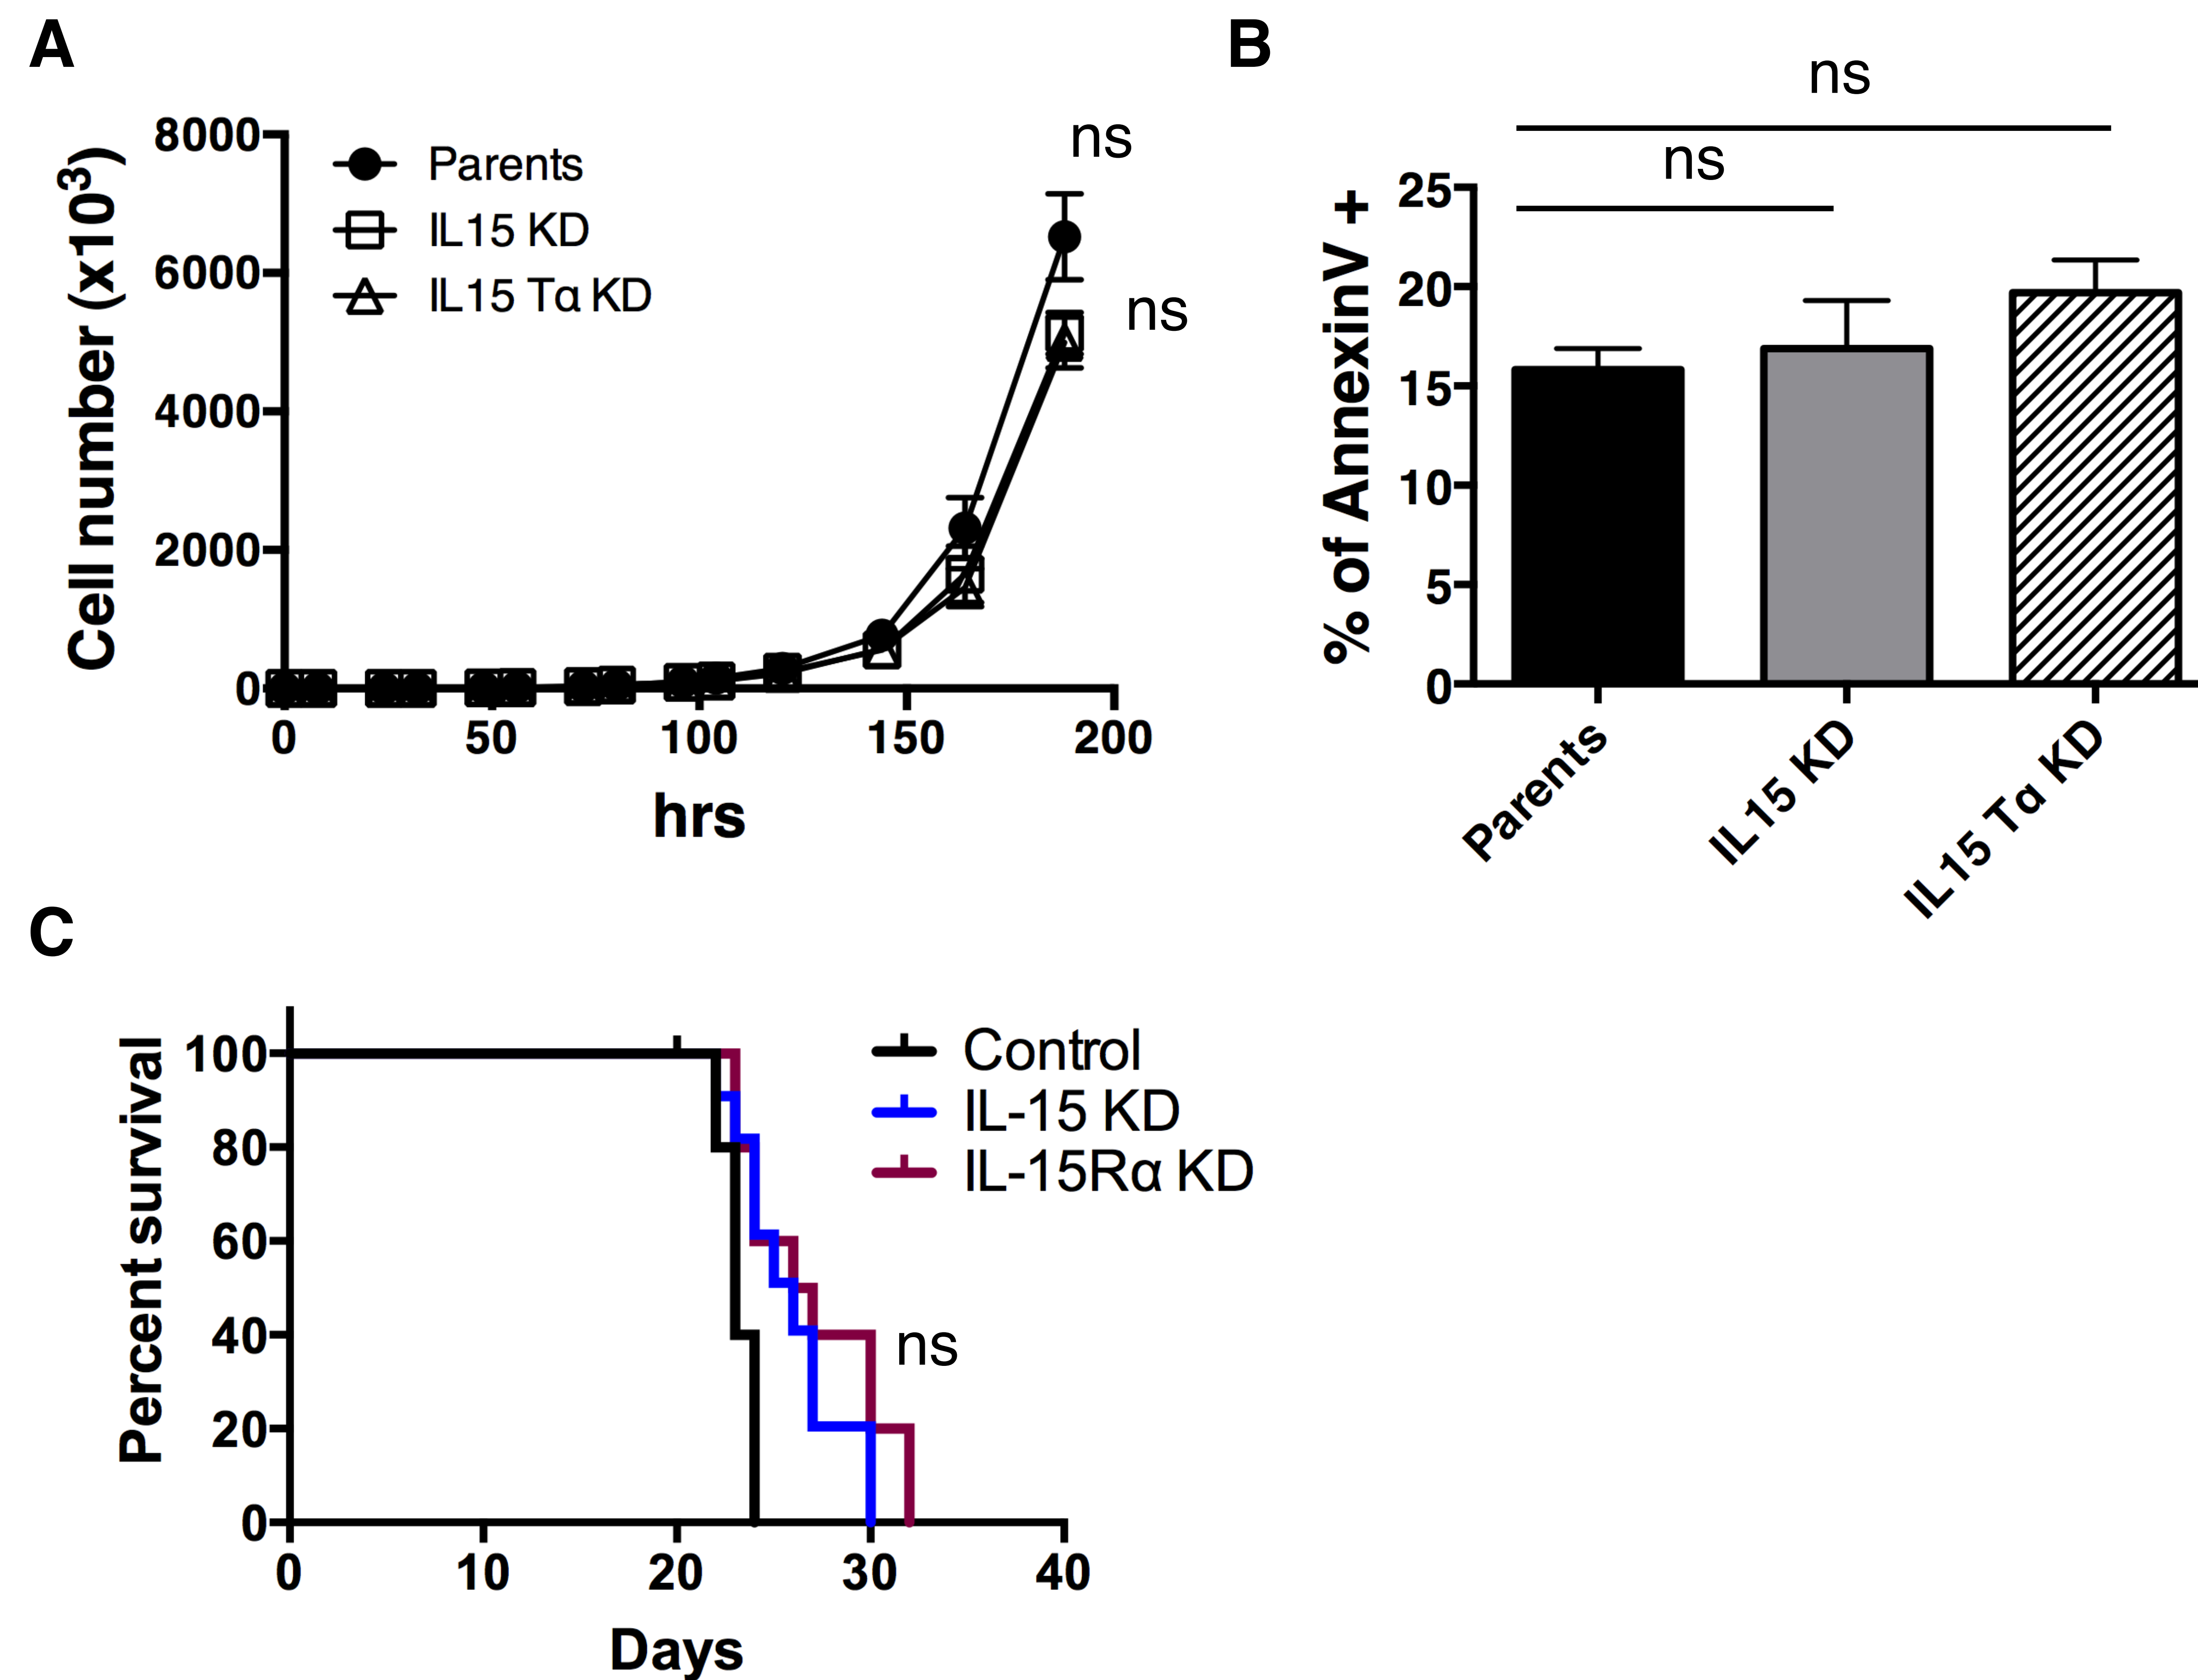 A
Cell number (x10³)
8000
6000
4000
2000
0
Parents
IL15 KD
IL15 Tα KD
ns
ns
0 50 100 150 200
hrs
B
ns
ns
% of AnnexinV +
25
20
15
10
5
0
Parents
IL15 KD
IL15 Tα KD
C
Percent survival
100
80
60
40
20
0
Control
IL-15 KD
IL-15Rα KD
ns
0 10 20 30 40
Days